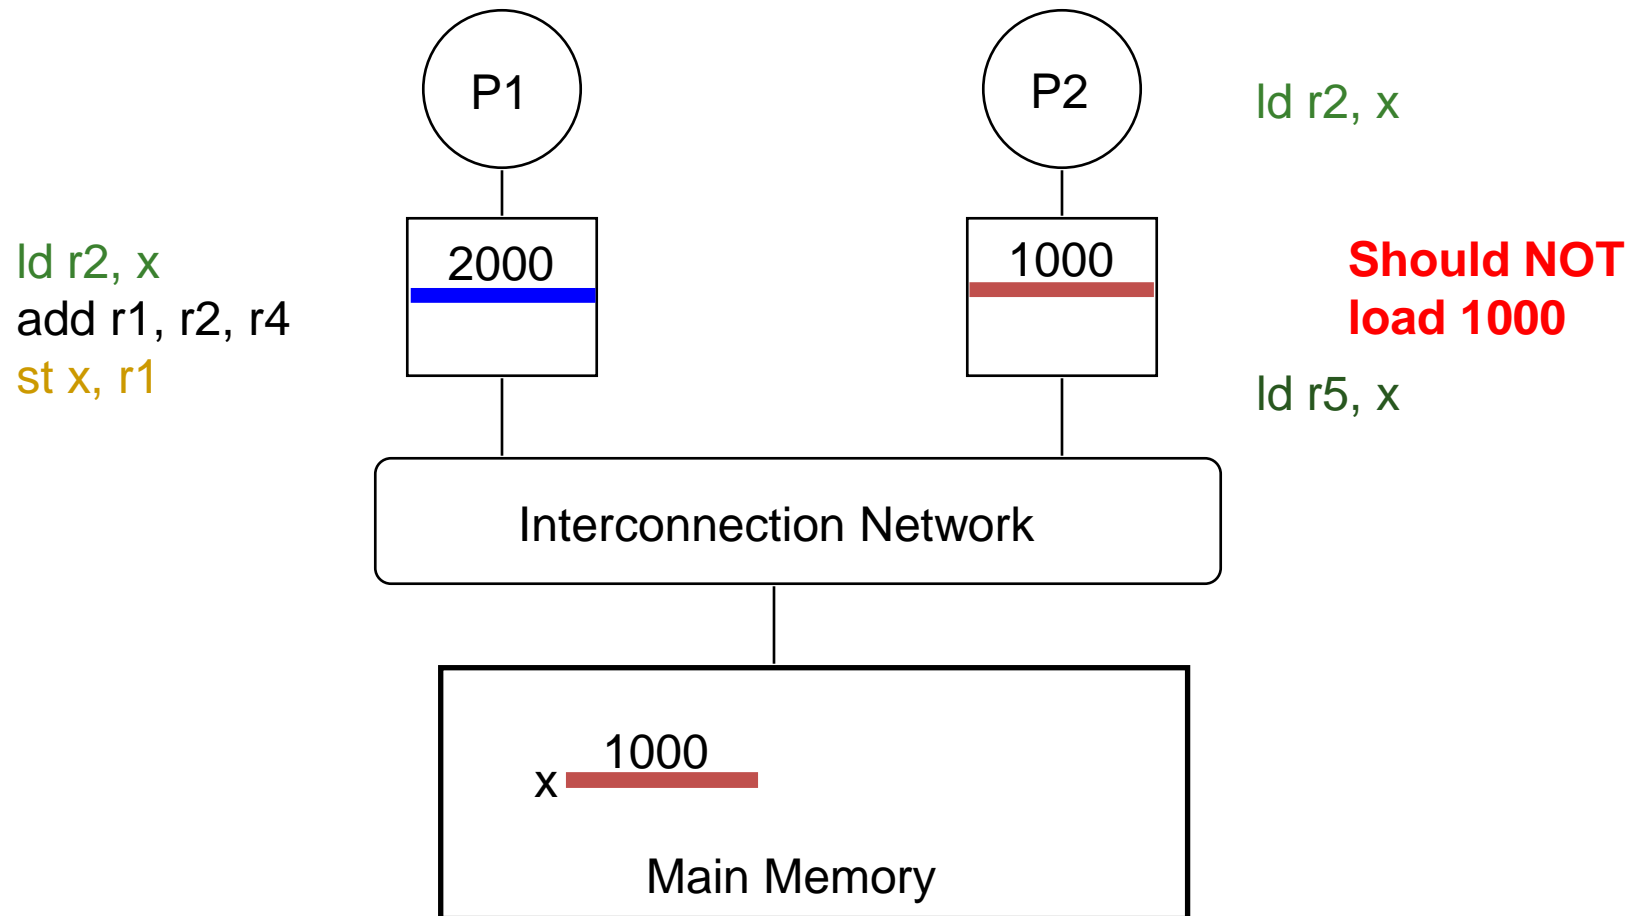 P1
P2
ld r2, x
ld r2, x
add r1, r2, r4
st x, r1
2000
1000
Should NOT
load 1000
ld r5, x
Interconnection Network
1000
x
Main Memory